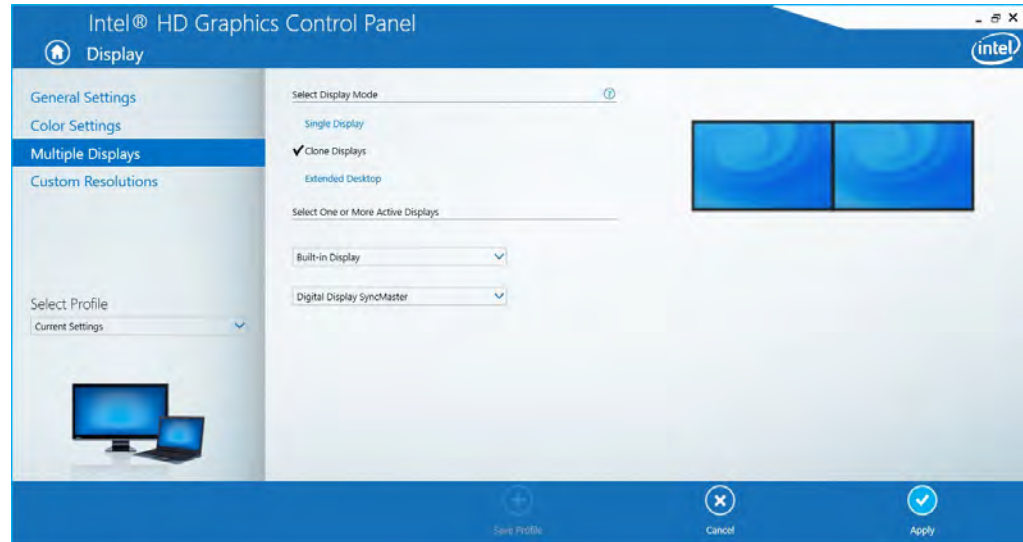 Intel® HD Graphics Control Panel
Display
intel
General Settings
Color Settings
Multiple Displays
Custom Resolutions
Select Profile
Current Settings
Select Display Mode
Single Display
Clone Displays
Extended Desktop
Select One or More Active Displays
Built-in Display
Digital Display SyncMaster
Save Profile
Cancel
Apply